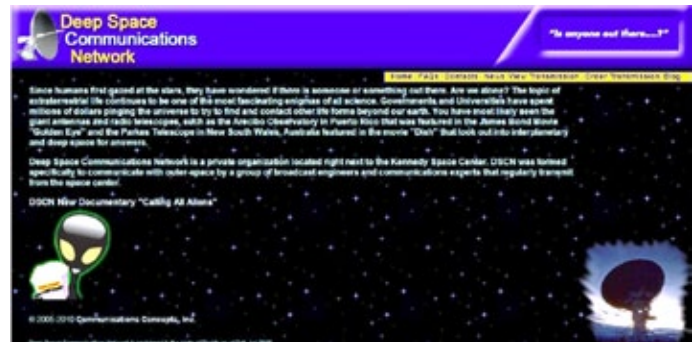 Deep Space
Communications
Network
"Is anyone out there.....?"
Home FAQs Contacts News View Transmission Order Transmission Blog
Since humans first gazed at the stars, they have wondered if there is someone or something out there. Are we alone? The topic of
extraterrestrial life continues to be one of the most fascinating enigmas of all science. Governments and Universities have spent
millions of dollars pinging the universe to try to find and contact other life forms beyond our earth. You have most likely seen the
giant antennas and radio telescopes, such as the Arecibo Observatory in Puerto Rico that was featured in the James Bond Movie
"Golden Eye" and the Parkes Telescope in New South Wales, Australia featured in the movie "Dish" that look out into interplanetary
and deep space for answers.
Deep Space Communications Network is a private organization located right next to the Kennedy Space Center. DSCN was formed
specifically to communicate with outer-space by a group of broadcast engineers and communications experts that regularly transmit
from the space center.
DSCN New Documentary "Calling All Aliens"
© 2005-2010 Communications Concepts, Inc.